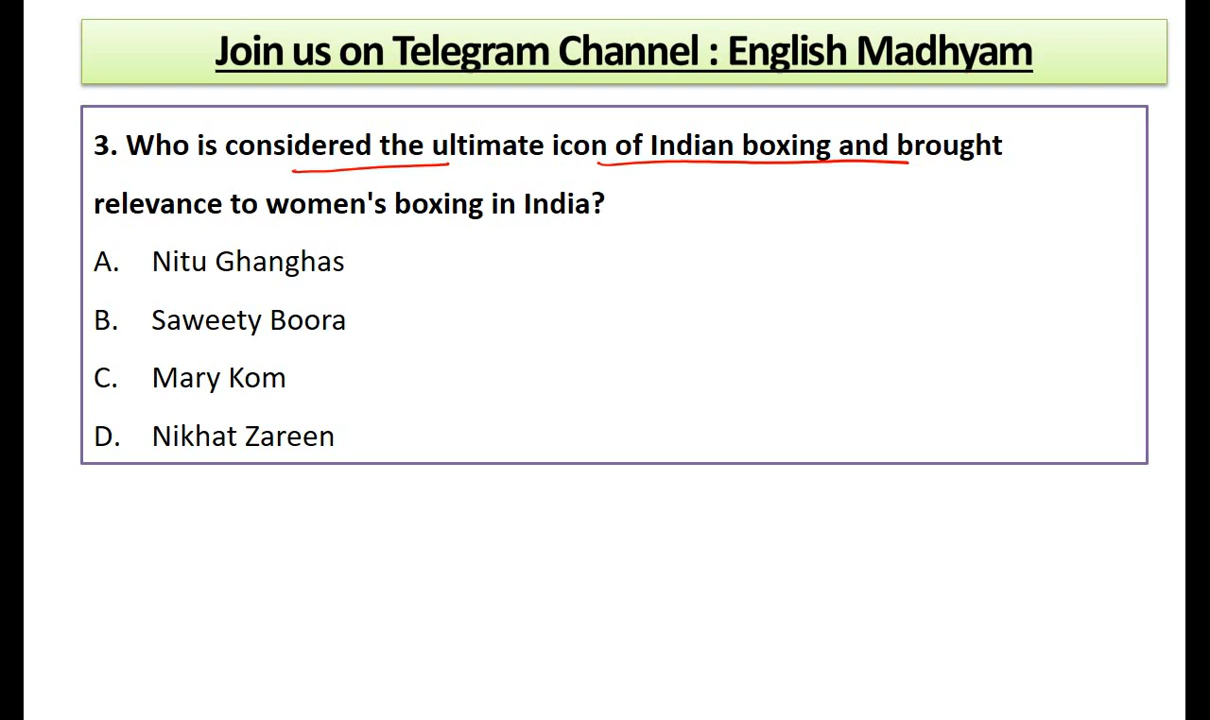 Join us on Telegram Channel : English Madhyam
3. Who is considered the ultimate icon of Indian boxing and brought
relevance to women's boxing in India?
A. Nitu Ghanghas
B. Saweety Boora
C. Mary Kom
D. Nikhat Zareen